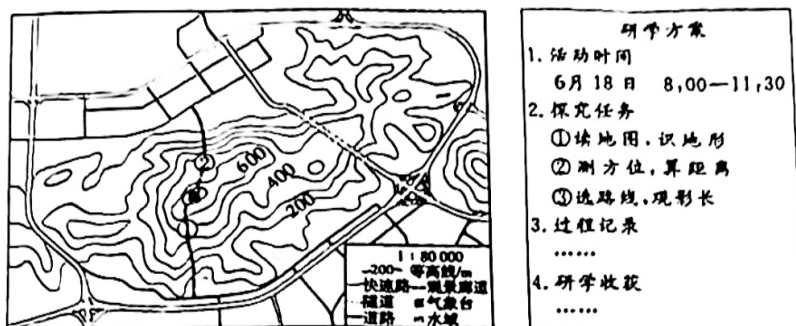 ②
600
400
200
①
1:80 000
—200— 等高线/m
快速路 观景廊道
隧道 气象台
道路 水域
研学方案
1.活动时间
6月18日 8:00—11:30
2.探究任务
①读地图,识地形
②测方位,算距离
③选路线,观影长
3.过程记录
……
4.研学收获
……